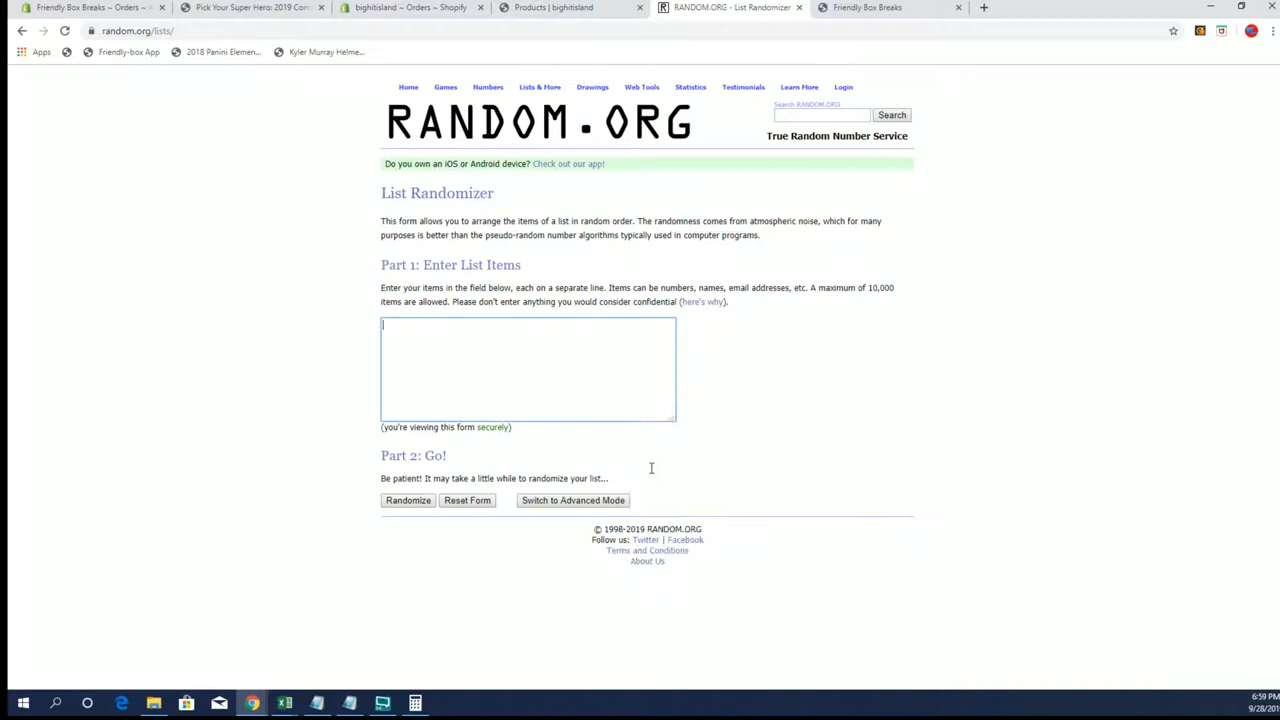 Friendly Box Breaks ~ Orders ~
Pick Your Super Hero: 2019 Com
bighitisland ~ Orders ~ Shopify
Products | bighitisland
RANDOM.ORG - List Randomizer
Friendly Box Breaks
random.org/lists/
Apps
Friendly-box App
2018 Panini Elemen...
Kyler Murray Helme...
Home
Games
Numbers
Lists & More
Drawings
Web Tools
Statistics
Testimonials
Learn More
Login
RANDOM.ORG
Search RANDOM.ORG
Search
True Random Number Service
Do you own an iOS or Android device? Check out our app!
List Randomizer
This form allows you to arrange the items of a list in random order. The randomness comes from atmospheric noise, which for many
purposes is better than the pseudo-random number algorithms typically used in computer programs.
Part 1: Enter List Items
Enter your items in the field below, each on a separate line. Items can be numbers, names, email addresses, etc. A maximum of 10,000
items are allowed. Please don't enter anything you would consider confidential (here's why).
(you're viewing this form securely)
Part 2: Go!
Be patient! It may take a little while to randomize your list...
Randomize
Reset Form
Switch to Advanced Mode
© 1998-2019 RANDOM.ORG
Follow us: Twitter | Facebook
Terms and Conditions
About Us
6:59 PM
9/28/201